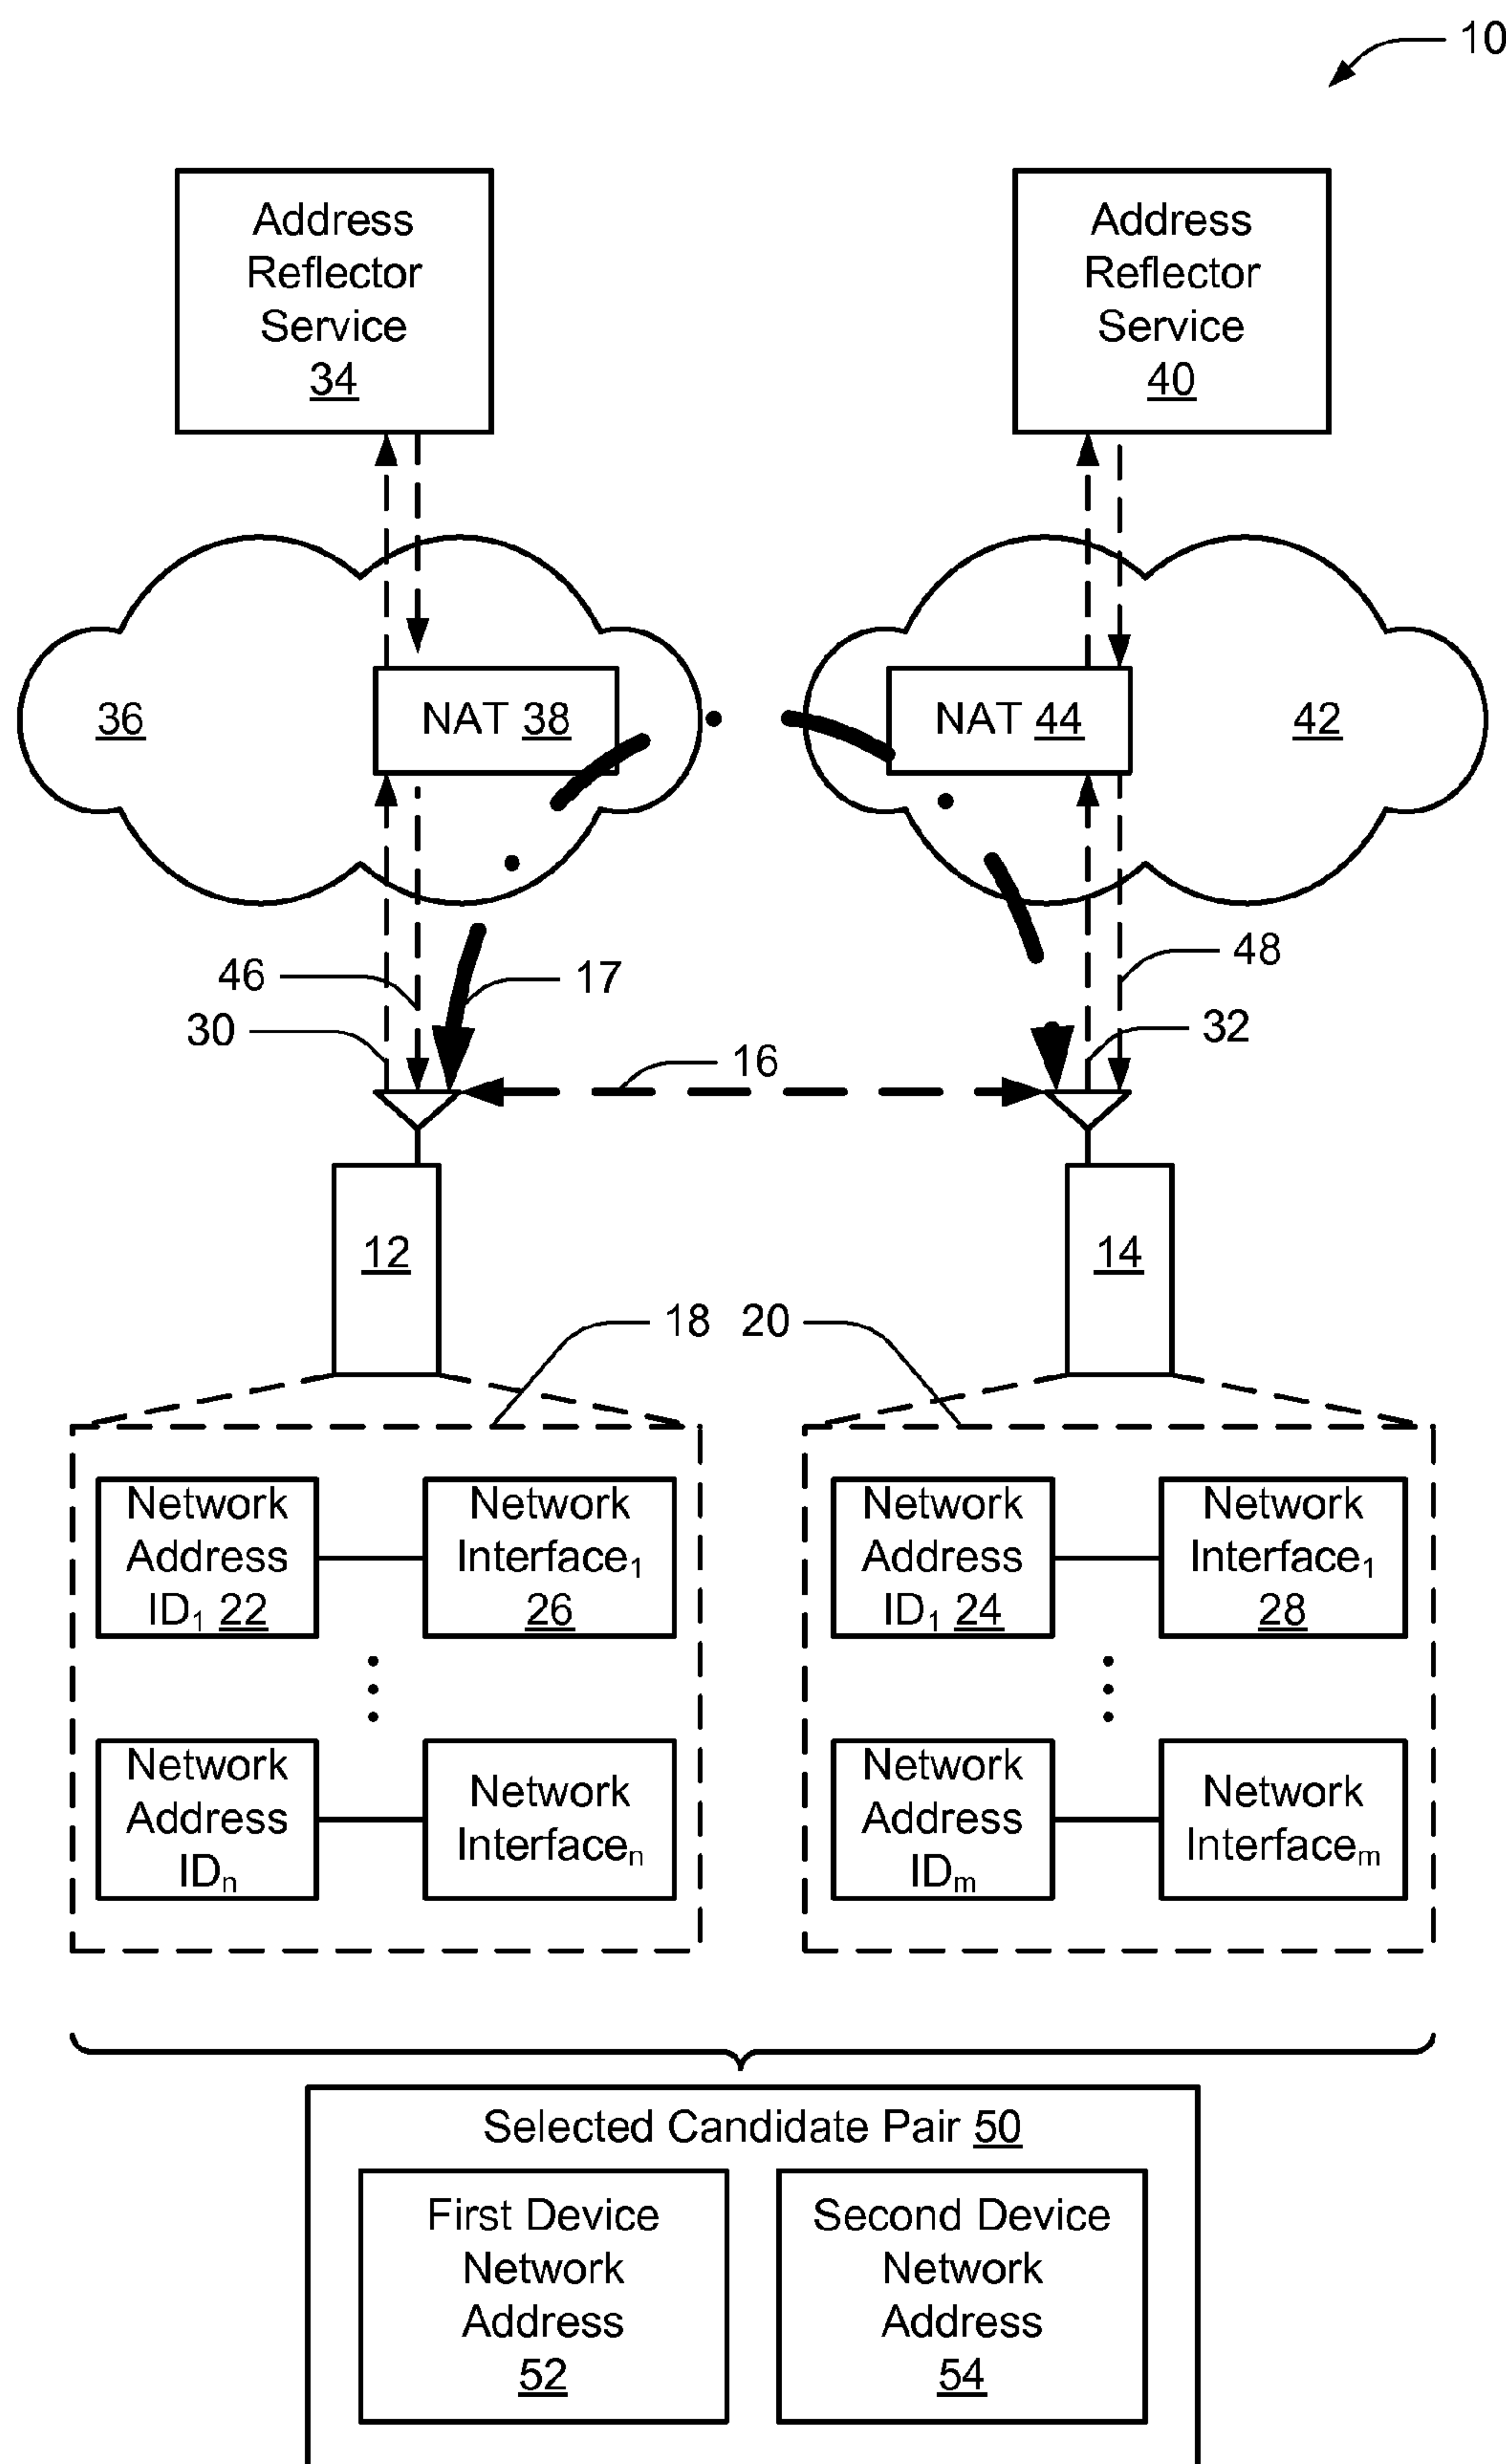 10
Address
Reflector
Service
34
Address
Reflector
Service
40
36
NAT 38
NAT 44
42
46
17
48
30
16
32
12
14
18
20
Network
Address
ID1 22
Network
Interface1
26
Network
Address
ID1 24
Network
Interface1
28
Network
Address
IDn
Network
Interfacen
Network
Address
IDm
Network
Interfacem
Selected Candidate Pair 50
First Device
Network
Address
52
Second Device
Network
Address
54